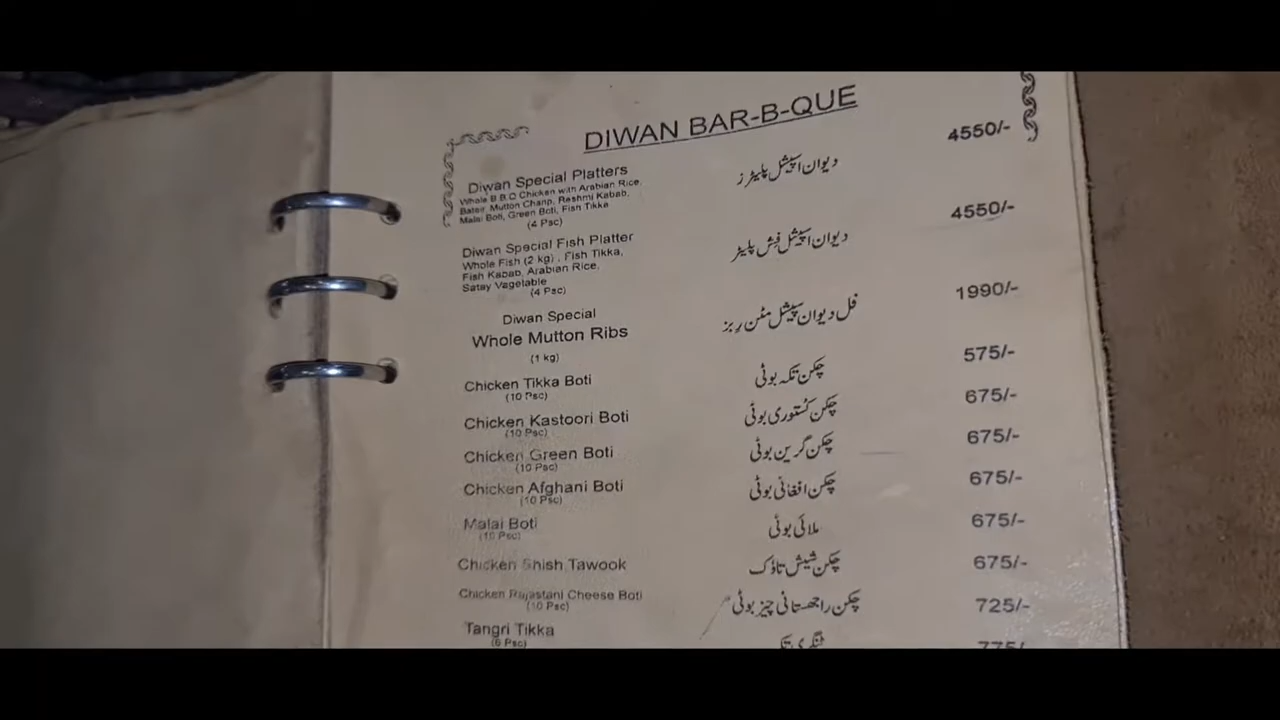 DIWAN BAR-B-QUE
Diwan Special Platters دیوان اسپیشل پلیٹرز 4550/-
Whole B.B.Q Chicken with Arabian Rice,
Batair, Mutton Chanp, Reshmi Kabab,
Malai Boti, Green Boti, Fish Tikka
(4 Psc)
Diwan Special Fish Platter دیوان اسپیشل فش پلیٹر 4550/-
Whole Fish (2 kg) , Fish Tikka,
Fish Kabab, Arabian Rice,
Satay Vagetable
(4 Psc)
Diwan Special
Whole Mutton Ribs فل دیوان سپیشل مٹن ربز 1990/-
(1 kg)
Chicken Tikka Boti چکن تکہ بوٹی 575/-
(10 Psc)
Chicken Kastoori Boti چکن کستوری بوٹی 675/-
(10 Psc)
Chicken Green Boti چکن گرین بوٹی 675/-
(10 Psc)
Chicken Afghani Boti چکن افغانی بوٹی 675/-
(10 Psc)
Malai Boti ملائی بوٹی 675/-
(10 Psc)
Chicken Shish Tawook چکن شیش تاؤک 675/-
Chicken Rajastani Cheese Boti چکن راجھستانی چیز بوٹی 725/-
(10 Psc)
Tangri Tikka 775/-
(6 Psc)